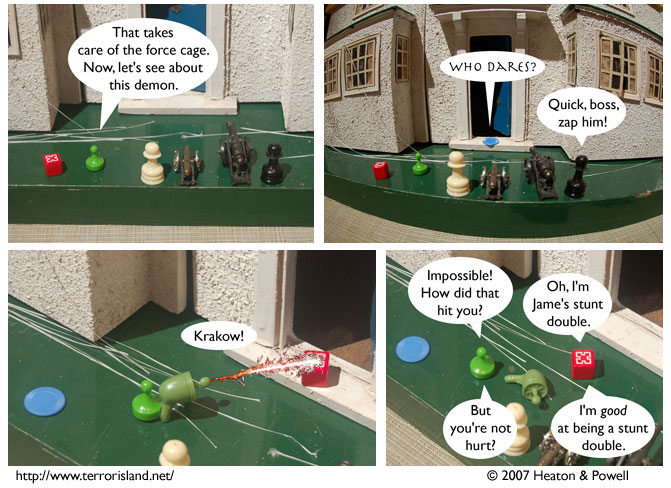 That takes
care of the force cage.
Now, let's see about
this demon.
WHO DARES?
Quick, boss,
zap him!
Krakow!
Impossible!
How did that
hit you?
Oh, I'm
Jame's stunt
double.
But
you're not
hurt?
I'm good
at being a stunt
double.
http://www.terrorisland.net/
© 2007 Heaton & Powell